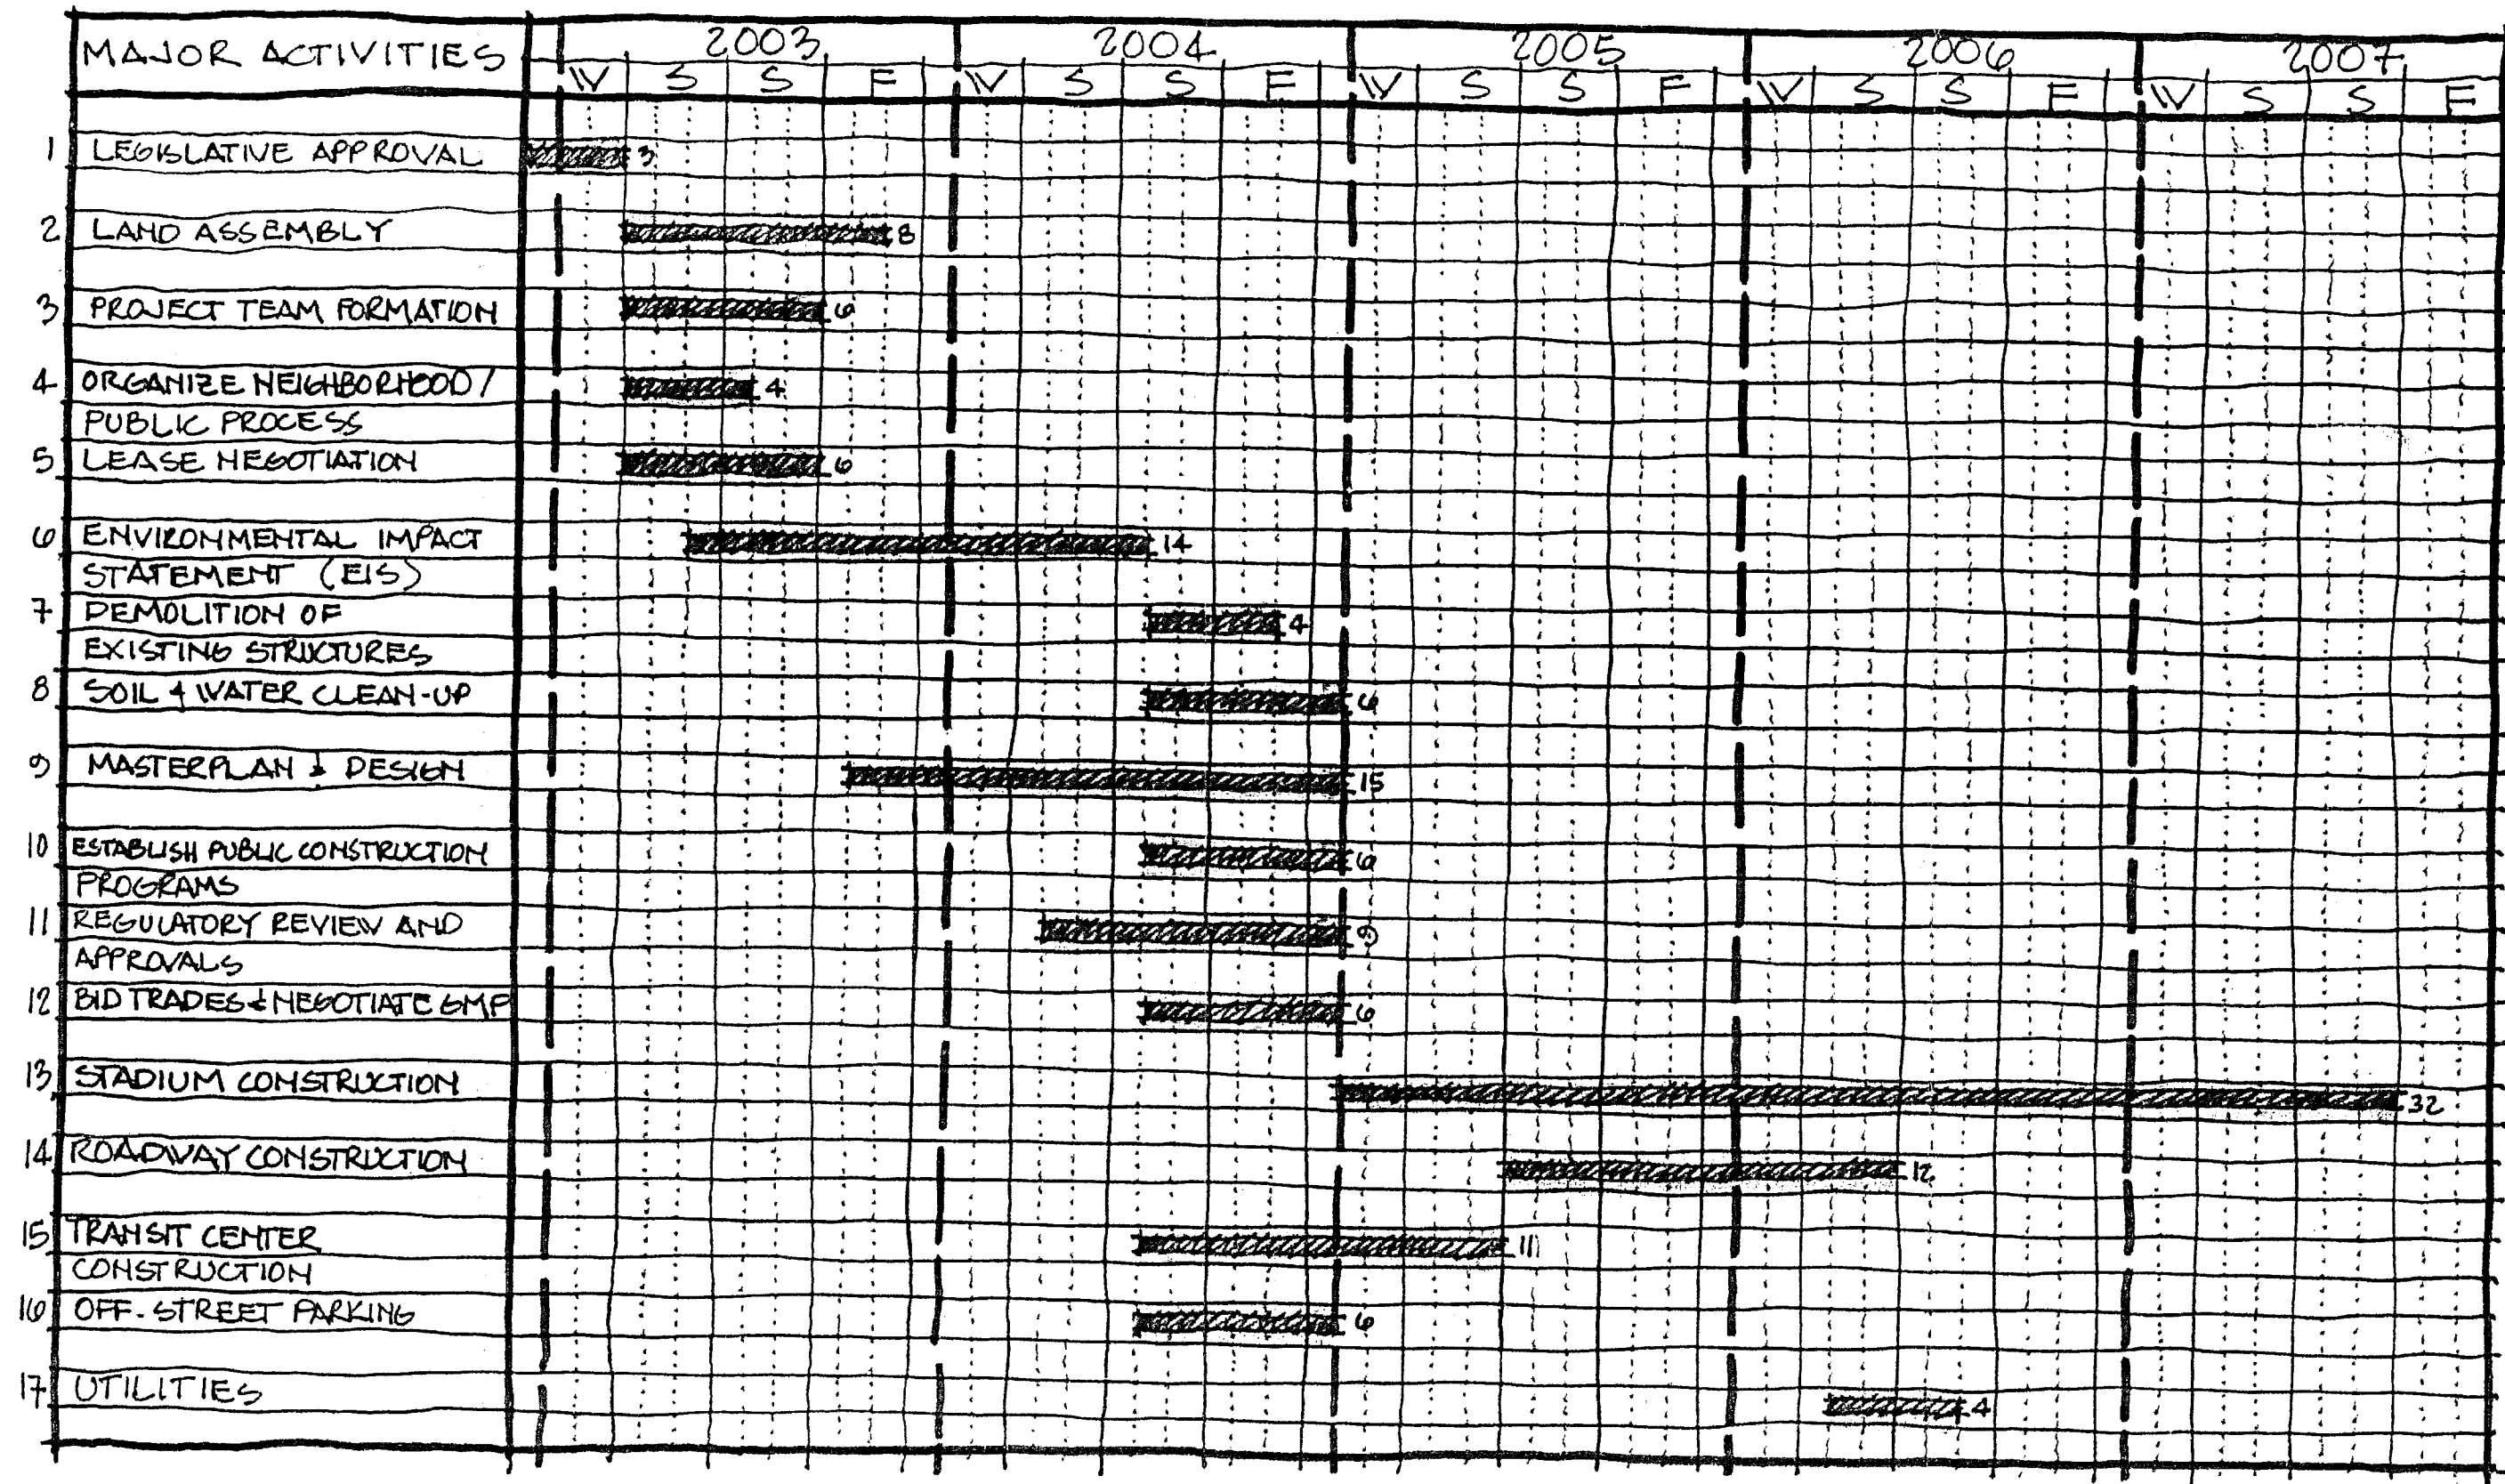 MAJOR ACTIVITIES 2003 2004 2005 2006 2007
W S S F W S S F W S S F W S S F W S S F
1 LEGISLATIVE APPROVAL 3
2 LAND ASSEMBLY 8
3 PROJECT TEAM FORMATION 6
4 ORGANIZE NEIGHBORHOOD/ 4
PUBLIC PROCESS
5 LEASE NEGOTIATION 6
6 ENVIRONMENTAL IMPACT 14
STATEMENT (EIS)
7 DEMOLITION OF 4
EXISTING STRUCTURES
8 SOIL & WATER CLEAN-UP 6
9 MASTERPLAN & DESIGN 15
10 ESTABLISH PUBLIC CONSTRUCTION 6
PROGRAMS
11 REGULATORY REVIEW AND 9
APPROVALS
12 BID TRADES & NEGOTIATE GMP 6
13 STADIUM CONSTRUCTION 32
14 ROADWAY CONSTRUCTION 12
15 TRANSIT CENTER 11
CONSTRUCTION
16 OFF-STREET PARKING 6
17 UTILITIES 4